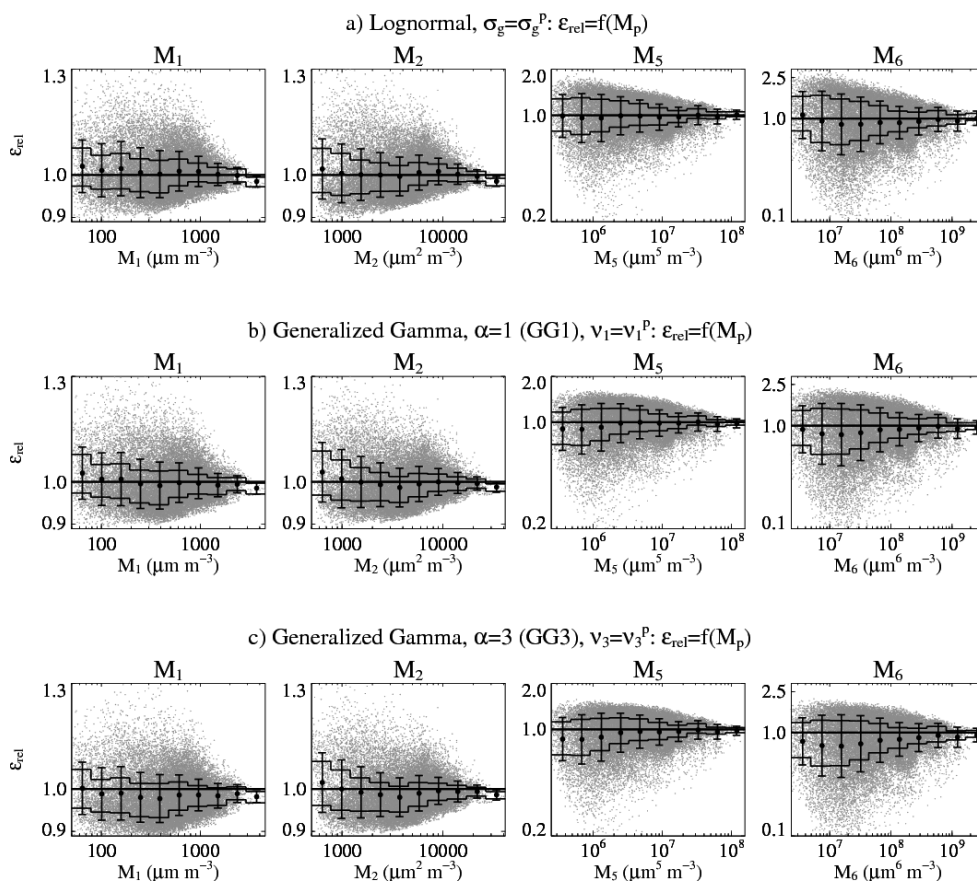 a) Lognormal, σg=σg^p: εrel=f(Mp)
M1 M2 M5 M6
1.3 1.3 2.0 2.5
εrel
1.0 1.0 1.0 1.0
0.9 0.9 0.2 0.1
100 1000 1000 10000 10^6 10^7 10^8 10^7 10^8 10^9
M1 (μm m^-3) M2 (μm^2 m^-3) M5 (μm^5 m^-3) M6 (μm^6 m^-3)
b) Generalized Gamma, α=1 (GG1), ν1=ν1^p: εrel=f(Mp)
M1 M2 M5 M6
1.3 1.3 2.0 2.5
εrel
1.0 1.0 1.0 1.0
0.9 0.9 0.2 0.1
100 1000 1000 10000 10^6 10^7 10^8 10^7 10^8 10^9
M1 (μm m^-3) M2 (μm^2 m^-3) M5 (μm^5 m^-3) M6 (μm^6 m^-3)
c) Generalized Gamma, α=3 (GG3), ν3=ν3^p: εrel=f(Mp)
M1 M2 M5 M6
1.3 1.3 2.0 2.5
εrel
1.0 1.0 1.0 1.0
0.9 0.9 0.2 0.1
100 1000 1000 10000 10^6 10^7 10^8 10^7 10^8 10^9
M1 (μm m^-3) M2 (μm^2 m^-3) M5 (μm^5 m^-3) M6 (μm^6 m^-3)